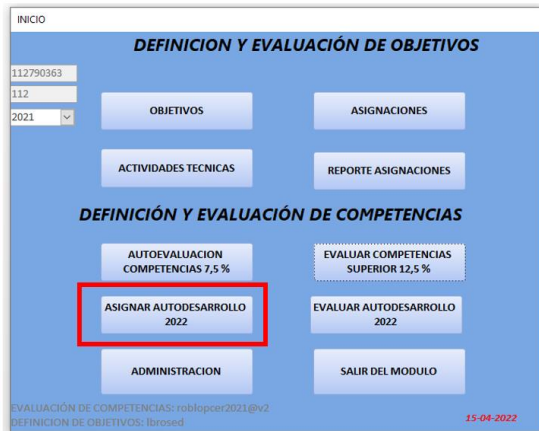 INICIO
DEFINICION Y EVALUACIÓN DE OBJETIVOS
112790363
112
2021
OBJETIVOS
ASIGNACIONES
ACTIVIDADES TECNICAS
REPORTE ASIGNACIONES
DEFINICIÓN Y EVALUACIÓN DE COMPETENCIAS
AUTOEVALUACION
COMPETENCIAS 7,5 %
EVALUAR COMPETENCIAS
SUPERIOR 12,5 %
ASIGNAR AUTODESARROLLO
2022
EVALUAR AUTODESARROLLO
2022
ADMINISTRACION
SALIR DEL MODULO
EVALUACIÓN DE COMPETENCIAS: roblopcer2021@v2
DEFINICION DE OBJETIVOS: lbrosed
15-04-2022